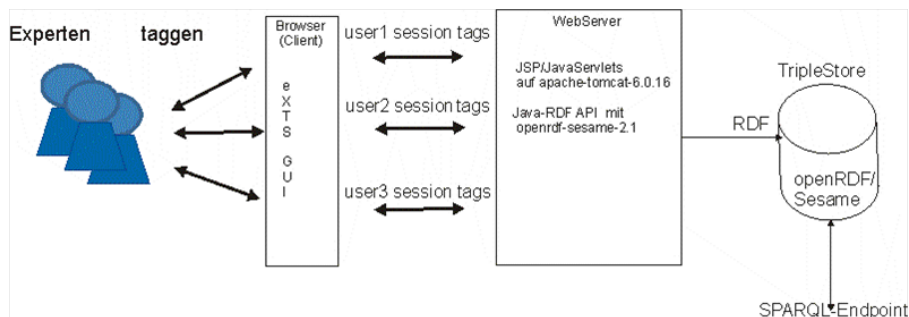 Experten taggen
Browser
(Client)
e
X
T
S
G
U
I
user1 session tags
user2 session tags
user3 session tags
WebServer
JSP/JavaServlets
auf apache-tomcat-6.0.16
Java-RDF API mit
openrdf-sesame-2.1
RDF
TripleStore
openRDF/
Sesame
SPARQL-Endpoint